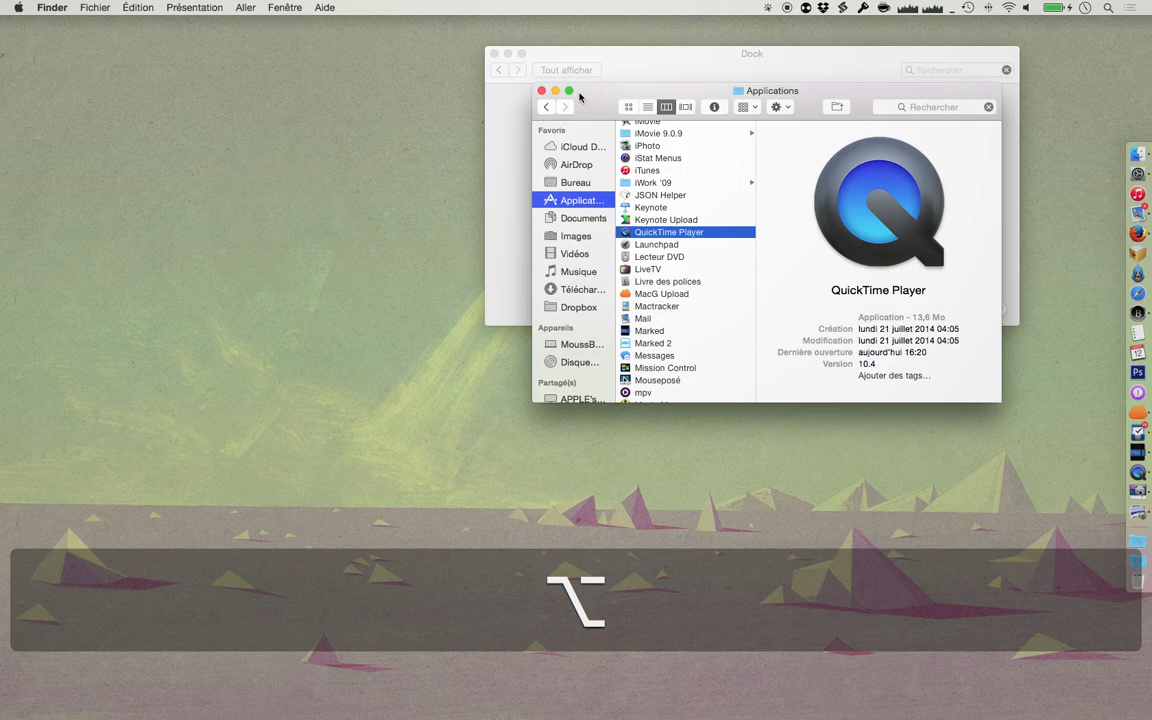 Finder Fichier Édition Présentation Aller Fenêtre Aide
Dock
Tout afficher
Rechercher
Applications
Rechercher
Favoris
iCloud D...
AirDrop
Bureau
Applicat...
Documents
Images
Vidéos
Musique
Téléchar...
Dropbox
Appareils
MoussB...
Disque...
Partagé(s)
APPLE's...
iMovie
iMovie 9.0.9
iPhoto
iStat Menus
iTunes
iWork '09
JSON Helper
Keynote
Keynote Upload
QuickTime Player
Launchpad
Lecteur DVD
LiveTV
Livre des polices
MacG Upload
Mactracker
Mail
Marked
Marked 2
Messages
Mission Control
Mouseposé
mpv
QuickTime Player
Application - 13,6 Mo
Création lundi 21 juillet 2014 04:05
Modification lundi 21 juillet 2014 04:05
Dernière ouverture aujourd'hui 16:20
Version 10.4
Ajouter des tags...
12
Ps